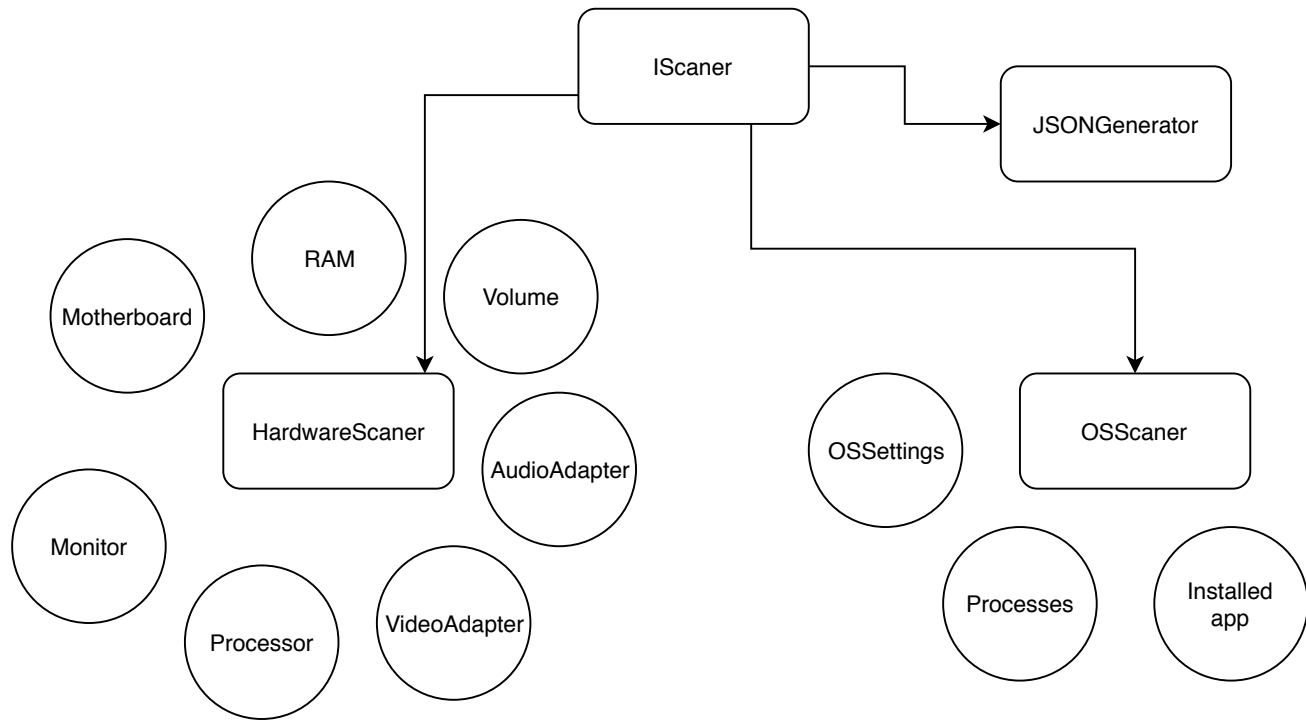 IScaner
JSONGenerator
RAM
Volume
Motherboard
HardwareScaner
OSScaner
OSSettings
AudioAdapter
Monitor
Processes
Installed
app
VideoAdapter
Processor